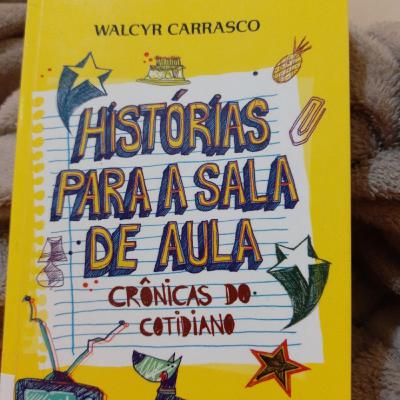 WALCYR CARRASCO
HISTÓRIAS
PARA A SALA
DE AULA
CRÔNICAS DO
COTIDIANO